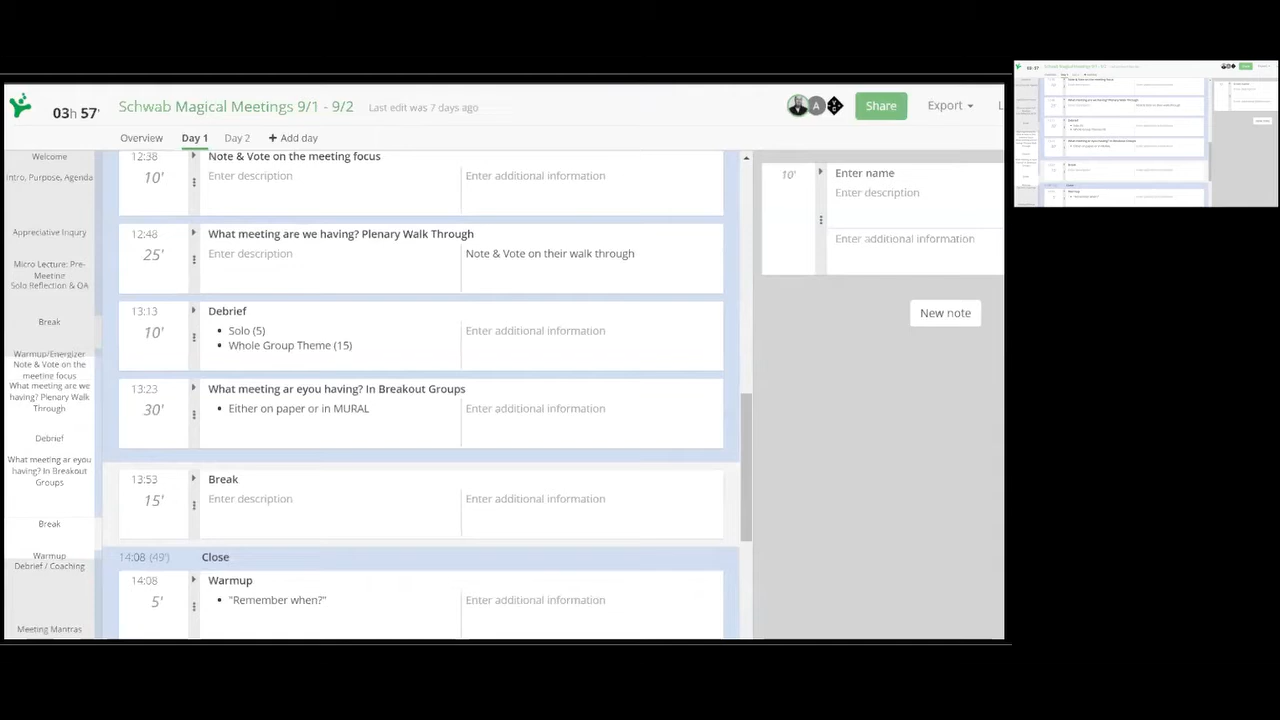 03h 57'
Schwab Magical Meetings 9/1 - 9/2
Last edit was 7 days ago
A
Share
Export
L
Day 1
Day 2
Add day
Welcome
Intro, Purpose, Agenda
Appreciative Inqury
Micro Lecture: Pre-
Meeting
Solo Reflection & QA
Break
Warmup/Energizer
Note & Vote on the
meeting focus
What meeting are we
having? Plenary Walk
Through
Debrief
What meeting ar eyou
having? In Breakout
Groups
Break
Warmup
Debrief / Coaching
Meeting Mantras
Note & Vote on the meeting
Enter description
Enter additional information
12:48
25'
What meeting are we having? Plenary Walk Through
Enter description
Note & Vote on their walk through
13:13
10'
Debrief
• Solo (5)
• Whole Group Theme (15)
Enter additional information
13:23
30'
What meeting ar eyou having? In Breakout Groups
• Either on paper or in MURAL
Enter additional information
13:53
15'
Break
Enter description
Enter additional information
14:08 (49')
Close
14:08
5'
Warmup
• "Remember when?"
Enter additional information
10'
Enter name
Enter description
Enter additional information
New note